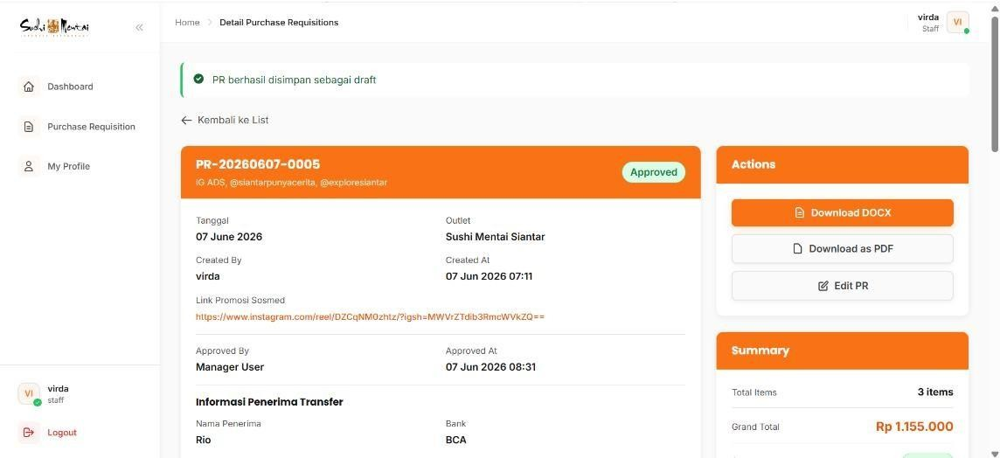 Sushi Mentai
Home > Detail Purchase Requisitions
virda
Staff
VI
Dashboard
Purchase Requisition
My Profile
PR berhasil disimpan sebagai draft
← Kembali ke List
PR-20260607-0005
IG ADS, @siantarpunyacerita, @exploresiantar
Approved
Tanggal
07 June 2026
Outlet
Sushi Mentai Siantar
Created By
virda
Created At
07 Jun 2026 07:11
Link Promosi Sosmed
https://www.instagram.com/reel/DZCqNM0zhtz/?igsh=MWVrZTdib3RmcWVkZQ==
Approved By
Manager User
Approved At
07 Jun 2026 08:31
Informasi Penerima Transfer
Nama Penerima
Rio
Bank
BCA
Actions
Download DOCX
Download as PDF
Edit PR
Summary
Total Items
3 items
Grand Total
Rp 1.155.000
VI
virda
staff
Logout